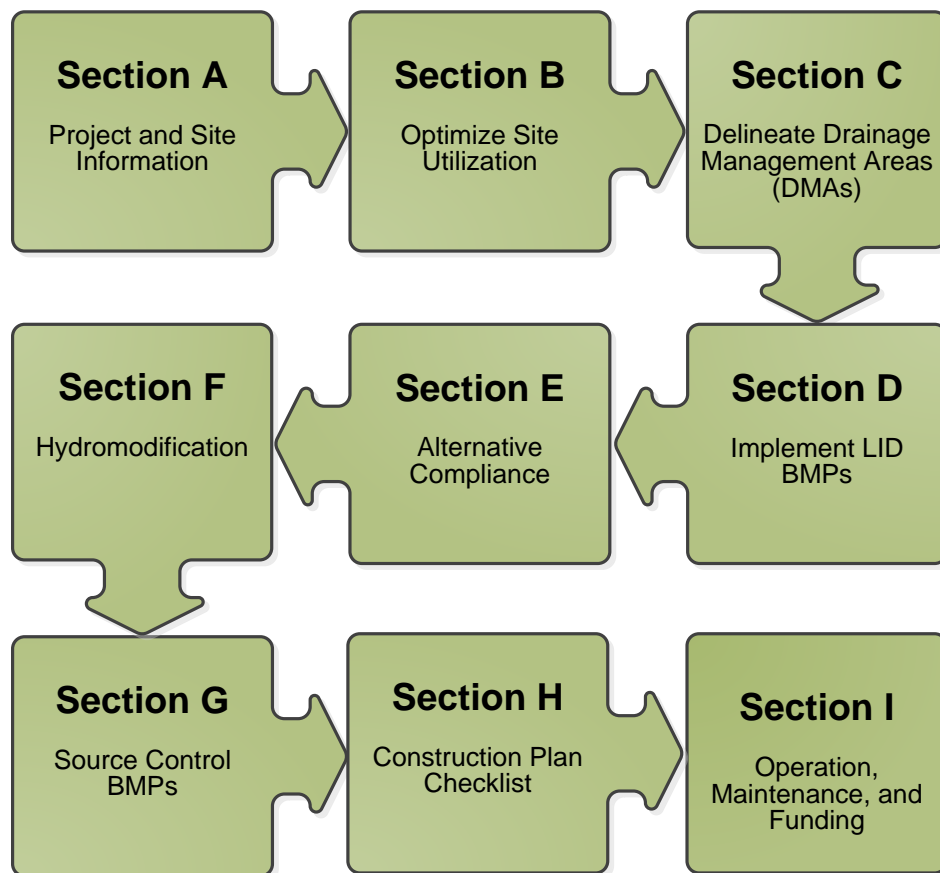 Section A
Project and Site
Information
Section B
Optimize Site
Utilization
Section C
Delineate Drainage
Management Areas
(DMAs)
Section D
Implement LID
BMPs
Section E
Alternative
Compliance
Section F
Hydromodification
Section G
Source Control
BMPs
Section H
Construction Plan
Checklist
Section I
Operation,
Maintenance, and
Funding